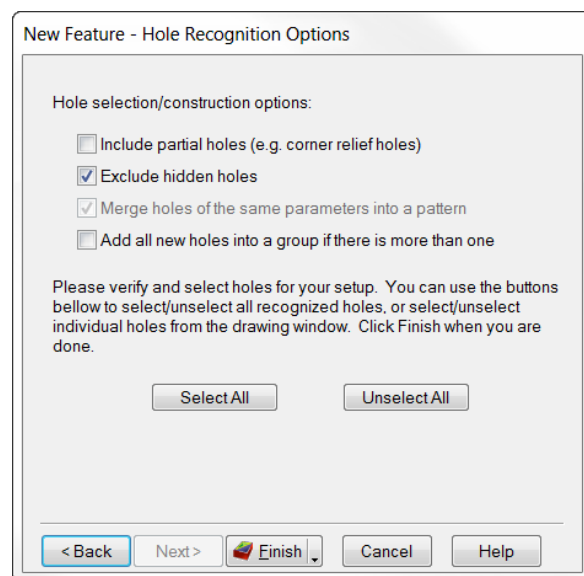 New Feature - Hole Recognition Options
Hole selection/construction options:
Include partial holes (e.g. corner relief holes)
Exclude hidden holes
Merge holes of the same parameters into a pattern
Add all new holes into a group if there is more than one
Please verify and select holes for your setup.  You can use the buttons
bellow to select/unselect all recognized holes, or select/unselect
individual holes from the drawing window.  Click Finish when you are
done.
Select All
Unselect All
< Back
Next >
Finish
Cancel
Help